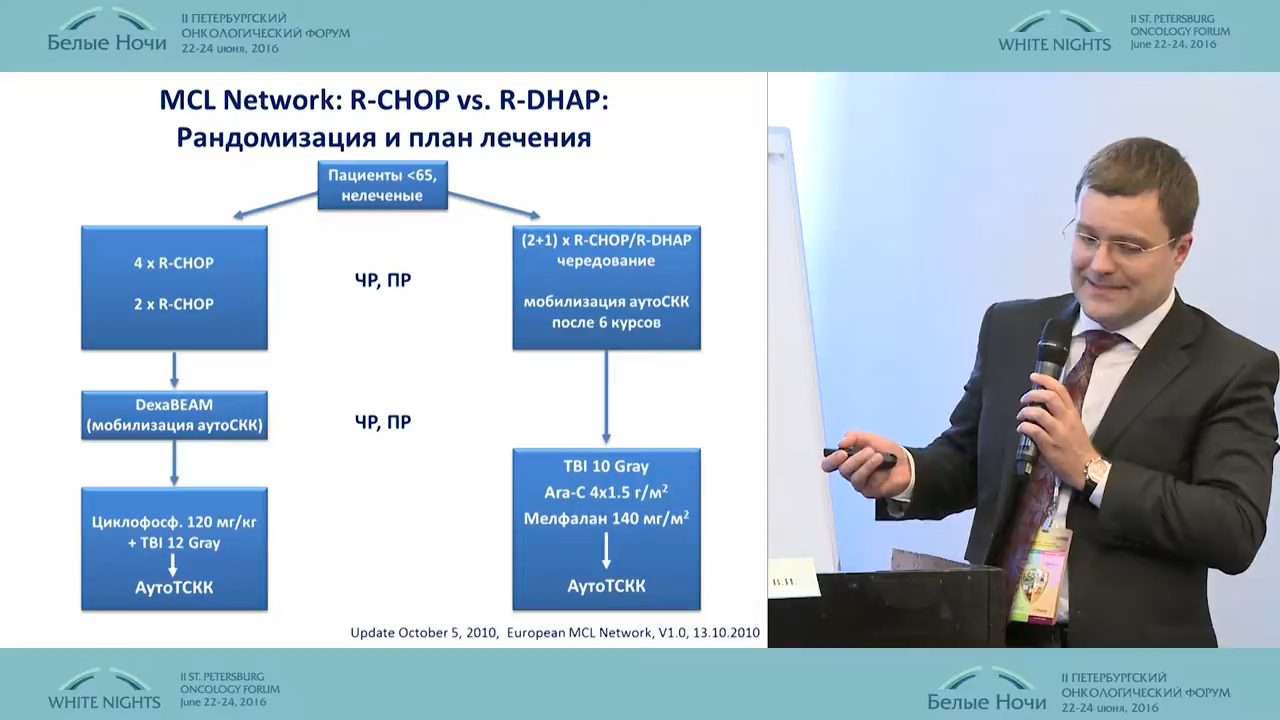 Белые Ночи
II ПЕТЕРБУРГСКИЙ
ОНКОЛОГИЧЕСКИЙ ФОРУМ
22-24 июня, 2016
WHITE NIGHTS
II ST. PETERSBURG
ONCOLOGY FORUM
June 22-24, 2016
MCL Network: R-CHOP vs. R-DHAP:
Рандомизация и план лечения
Пациенты <65,
нелеченые
4 x R-CHOP
2 x R-CHOP
ЧР, ПР
(2+1) x R-CHOP/R-DHAP
чередование
мобилизация аутоСКК
после 6 курсов
DexaBEAM
(мобилизация аутоСКК)
ЧР, ПР
Циклофосф. 120 мг/кг
+ TBI 12 Gray
АутоТСКК
TBI 10 Gray
Ara-C 4x1.5 г/м²
Мелфалан 140 мг/м²
АутоТСКК
Update October 5, 2010, European MCL Network, V1.0, 13.10.2010
В.И.
WHITE NIGHTS
II ST. PETERSBURG
ONCOLOGY FORUM
June 22-24, 2016
Белые Ночи
II ПЕТЕРБУРГСКИЙ
ОНКОЛОГИЧЕСКИЙ ФОРУМ
22-24 июня, 2016